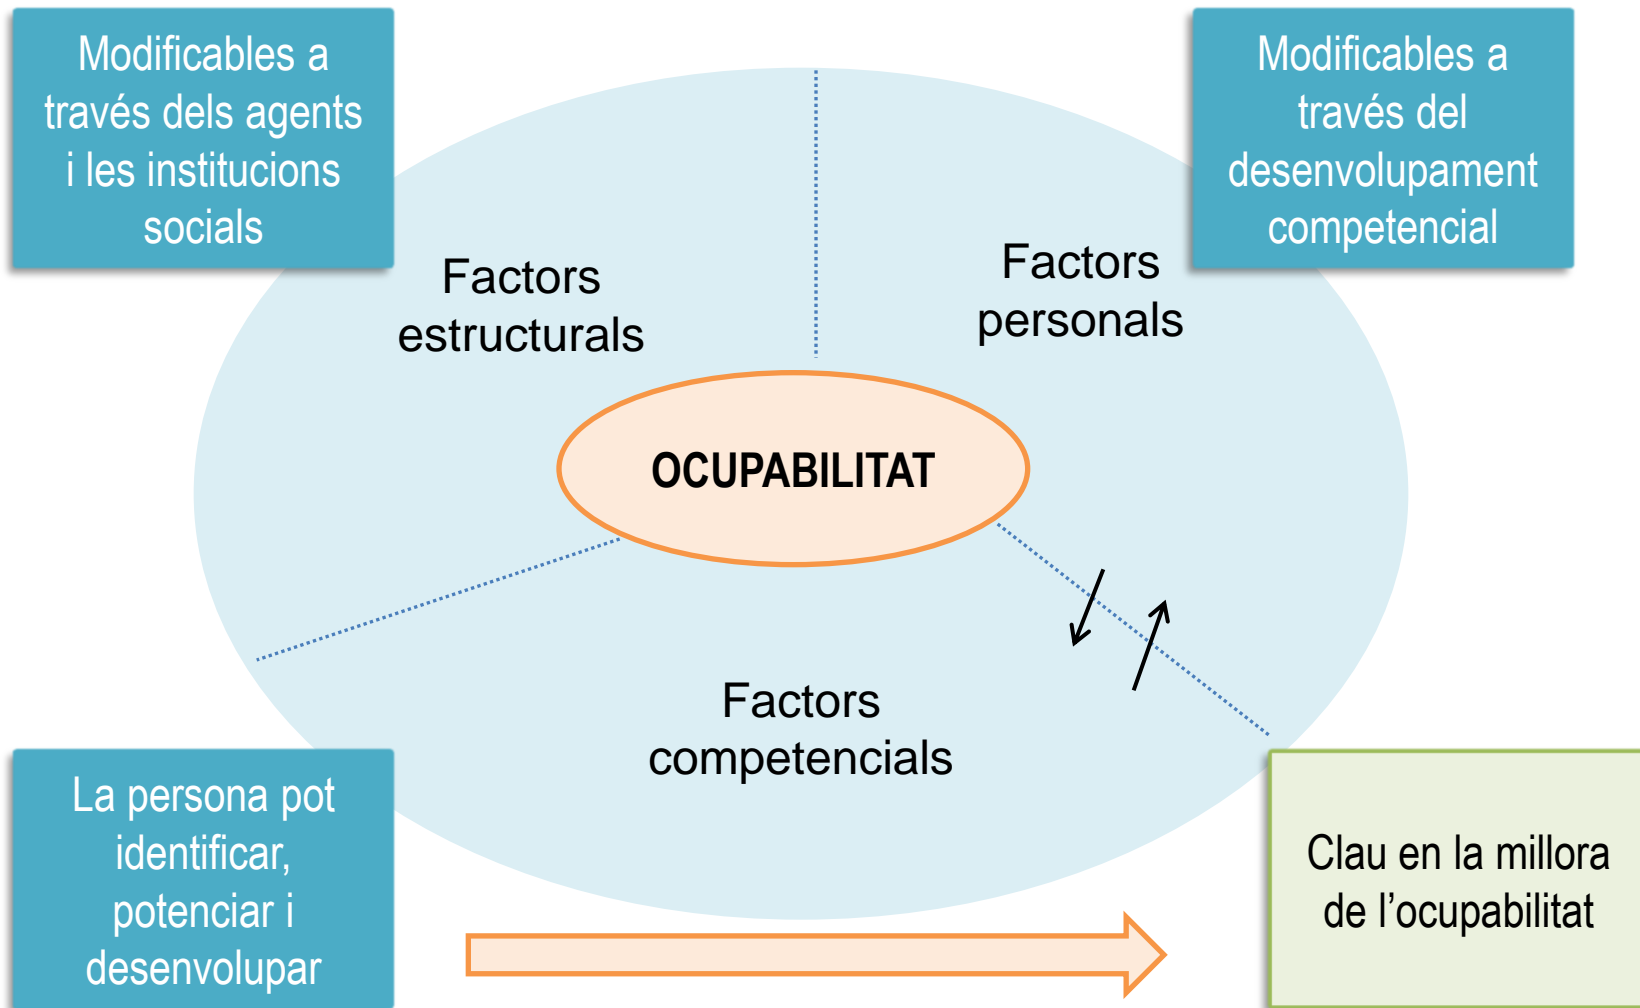 Modificables a
través dels agents
i les institucions
socials
Modificables a
través del
desenvolupament
competencial
Factors
estructurals
Factors
personals
OCUPABILITAT
Factors
competencials
La persona pot
identificar,
potenciar i
desenvolupar
Clau en la millora
de l’ocupabilitat